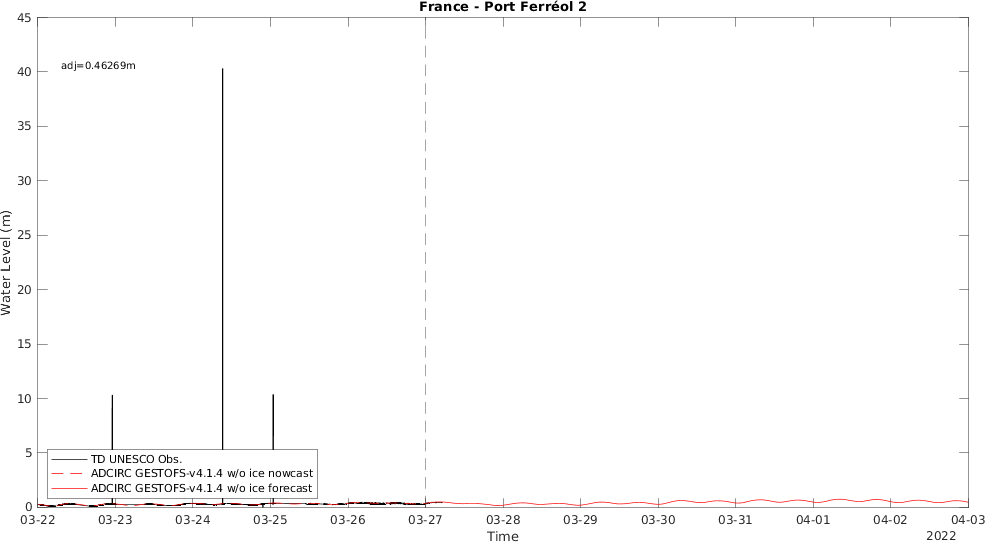 France - Port Ferréol 2
adj=0.46269m
Water Level (m)
45
40
35
30
25
20
15
10
5
0
TD UNESCO Obs.
ADCIRC GESTOFS-v4.1.4 w/o ice nowcast
ADCIRC GESTOFS-v4.1.4 w/o ice forecast
03-22 03-23 03-24 03-25 03-26 03-27 03-28 03-29 03-30 03-31 04-01 04-02 04-03
Time
2022